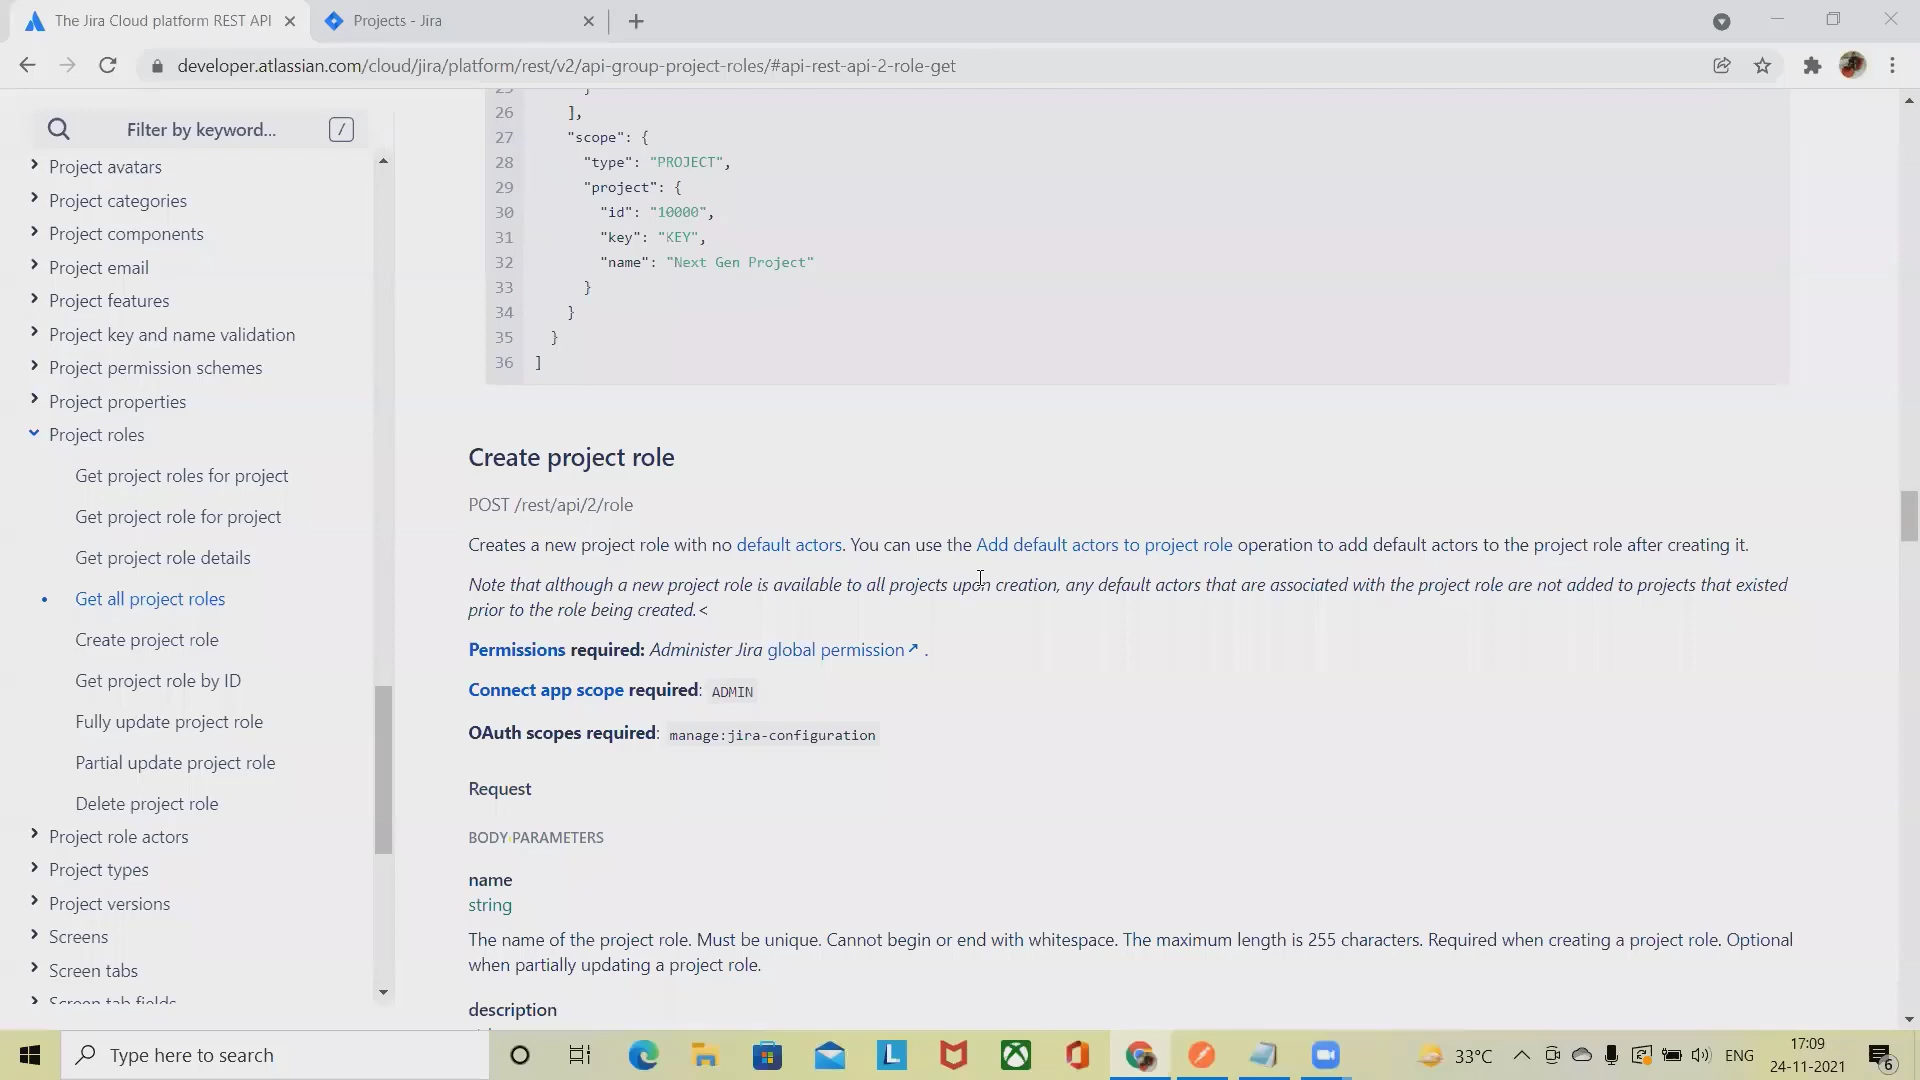 The Jira Cloud platform REST API
Projects - Jira
developer.atlassian.com/cloud/jira/platform/rest/v2/api-group-project-roles/#api-rest-api-2-role-get
Filter by keyword... /
Project avatars
Project categories
Project components
Project email
Project features
Project key and name validation
Project permission schemes
Project properties
Project roles
Get project roles for project
Get project role for project
Get project role details
Get all project roles
Create project role
Get project role by ID
Fully update project role
Partial update project role
Delete project role
Project role actors
Project types
Project versions
Screens
Screen tabs
Screen tab fields
25 }
26 ],
27 "scope": {
28 "type": "PROJECT",
29 "project": {
30 "id": "10000",
31 "key": "KEY",
32 "name": "Next Gen Project"
33 }
34 }
35 }
36 ]
Create project role
POST /rest/api/2/role
Creates a new project role with no default actors. You can use the Add default actors to project role operation to add default actors to the project role after creating it.
Note that although a new project role is available to all projects upon creation, any default actors that are associated with the project role are not added to projects that existed
prior to the role being created.<
Permissions required: Administer Jira global permission .
Connect app scope required: ADMIN
OAuth scopes required: manage:jira-configuration
Request
BODY PARAMETERS
name
string
The name of the project role. Must be unique. Cannot begin or end with whitespace. The maximum length is 255 characters. Required when creating a project role. Optional
when partially updating a project role.
description
Type here to search
L
33°C
ENG
17:09
24-11-2021
6